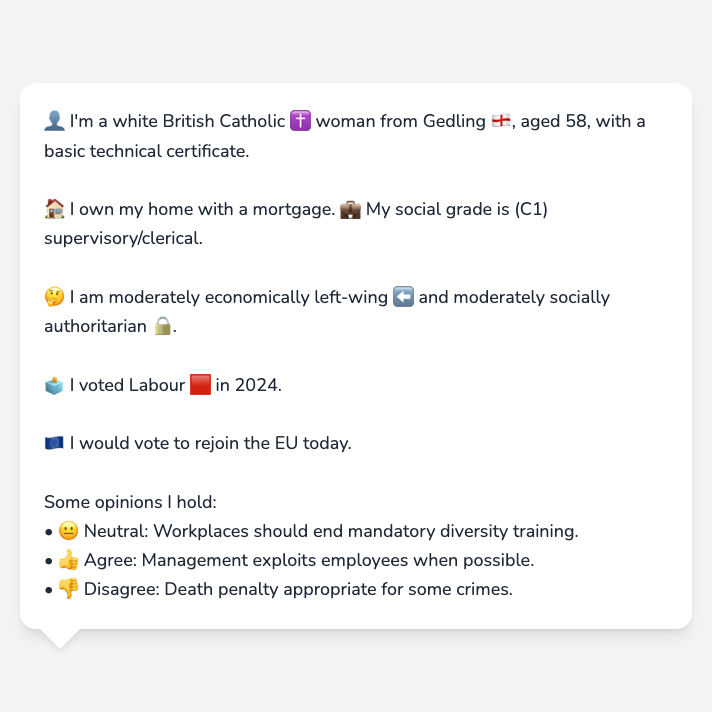 👤 I'm a white British Catholic ✝️ woman from Gedling 🏴󠁧󠁢󠁥󠁮󠁧󠁿, aged 58, with a
basic technical certificate.
🏠 I own my home with a mortgage. 💼 My social grade is (C1)
supervisory/clerical.
🤔 I am moderately economically left-wing ⬅️ and moderately socially
authoritarian 🔒.
🗳️ I voted Labour 🟥 in 2024.
🇪🇺 I would vote to rejoin the EU today.
Some opinions I hold:
• 😐 Neutral: Workplaces should end mandatory diversity training.
• 👍 Agree: Management exploits employees when possible.
• 👎 Disagree: Death penalty appropriate for some crimes.